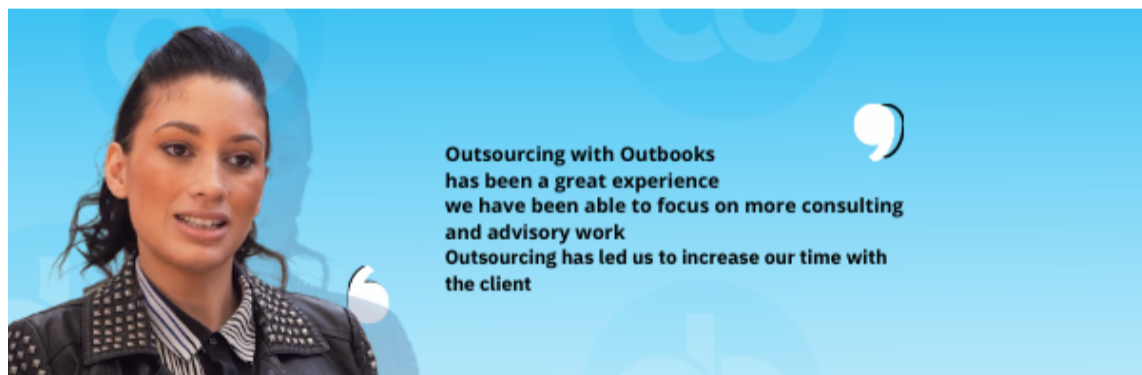 Outsourcing with Outbooks
has been a great experience
we have been able to focus on more consulting
and advisory work
Outsourcing has led us to increase our time with
the client